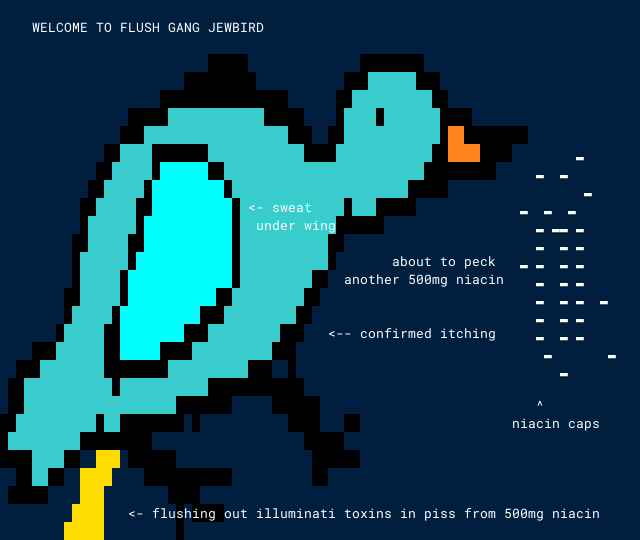 WELCOME TO FLUSH GANG JEWBIRD
<- sweat
under wing
about to peck
another 500mg niacin
<-- confirmed itching
^
niacin caps
<- flushing out illuminati toxins in piss from 500mg niacin